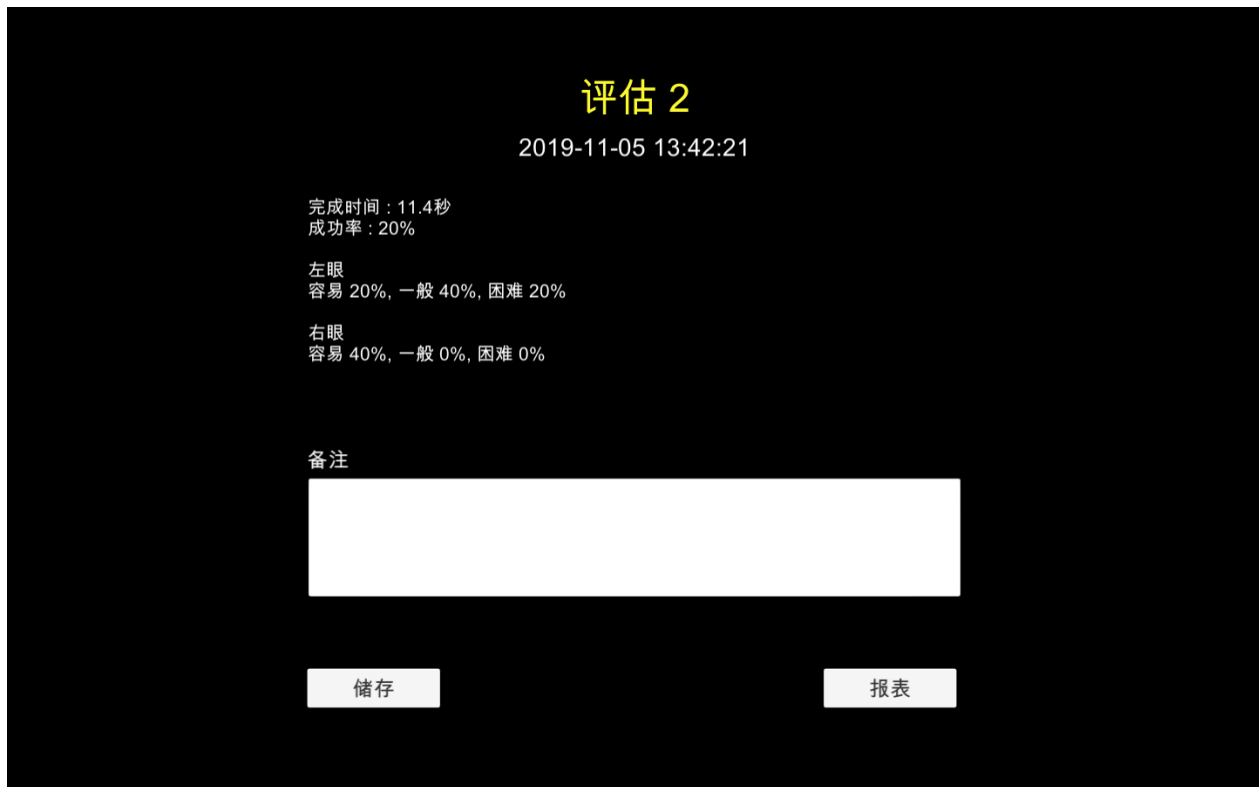 评估 2
2019-11-05 13:42:21
完成时间 : 11.4秒
成功率 : 20%
左眼
容易 20%, 一般 40%, 困难 20%
右眼
容易 40%, 一般 0%, 困难 0%
备注
储存
报表